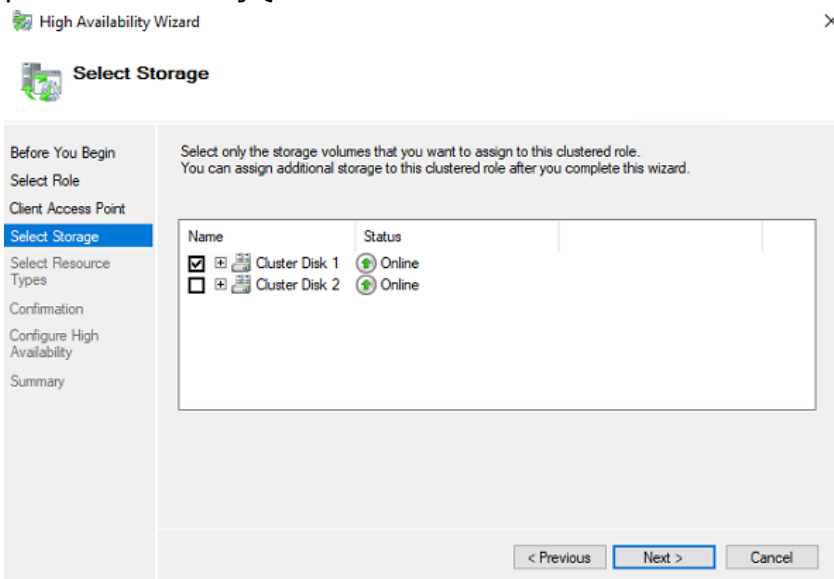 High Availability Wizard
Select Storage
Before You Begin
Select Role
Client Access Point
Select Storage
Select Resource
Types
Confirmation
Configure High
Availability
Summary
Select only the storage volumes that you want to assign to this clustered role.
You can assign additional storage to this clustered role after you complete this wizard.
Name Status
Cluster Disk 1 Online
Cluster Disk 2 Online
< Previous Next > Cancel